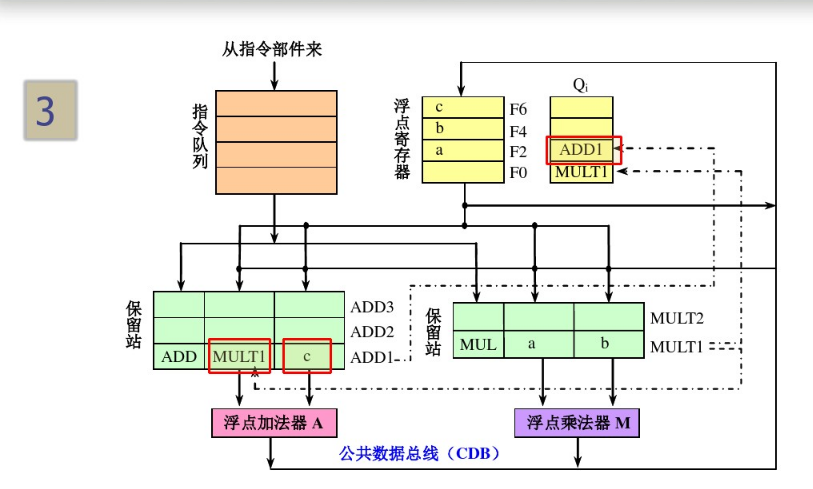 从指令部件来
3
指令队列
浮点寄存器
Qi
c F6
b F4
a F2 ADD1
F0 MULT1
保留站
ADD3
ADD2
ADD MULT1 c ADD1
保留站
MULT2
MUL a b MULT1
浮点加法器 A
浮点乘法器 M
公共数据总线（CDB）